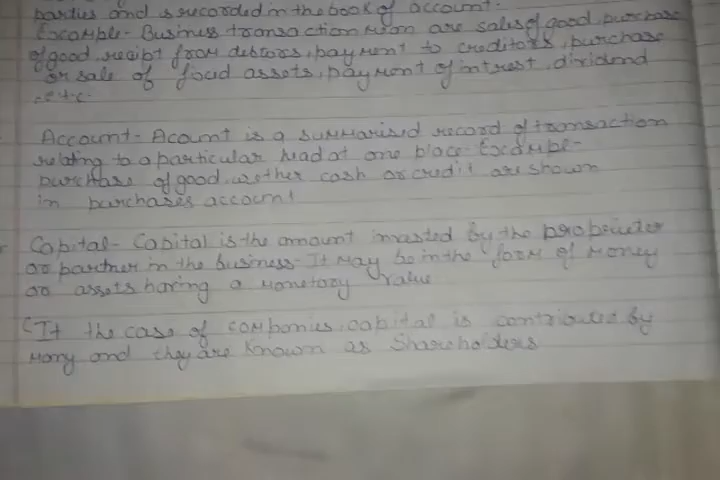 parties and is recorded in the book of account.
Example- Business transaction are sales of good, purchase
of good, receipt from debtors, payment to creditors, purchase
or sale of fixed assets, payment of intrest, dividend
etc.
Account- Acount is a summarised record of transaction
relating to a particular head at one place. Example-
purchase of good wether cash or credit are shown
in purchases account
Capital- Capital is the amount invested by the propriter
or partner in the business. It may be in the form of money
or assets having a monetory value
(It the case of companies, capital is contributed by
many and they are known as Shareholders